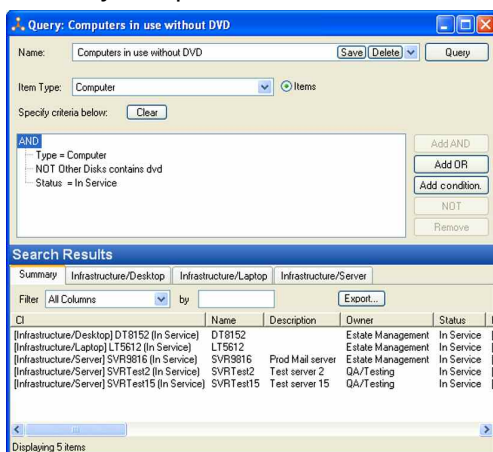 Query: Computers in use without DVD
Name: Computers in use without DVD Save Delete Query
Item Type: Computer Items
Specify criteria below: Clear
AND
Type = Computer
NOT Other Disks contains dvd
Status = In Service
Add AND
Add OR
Add condition.
NOT
Remove
Search Results
Summary Infrastructure/Desktop Infrastructure/Laptop Infrastructure/Server
Filter All Columns by Export...
CI Name Description Owner Status
[Infrastructure/Desktop] DT8152 (In Service) DT8152 Estate Management In Service
[Infrastructure/Laptop] LT5612 (In Service) LT5612 Estate Management In Service
[Infrastructure/Server] SVR9816 (In Service) SVR9816 Prod Mail server Estate Management In Service
[Infrastructure/Server] SVRTest2 (In Service) SVRTest2 Test server 2 QA/Testing In Service
[Infrastructure/Server] SVRTest15 (In Service) SVRTest15 Test server 15 QA/Testing In Service
Displaying 5 items